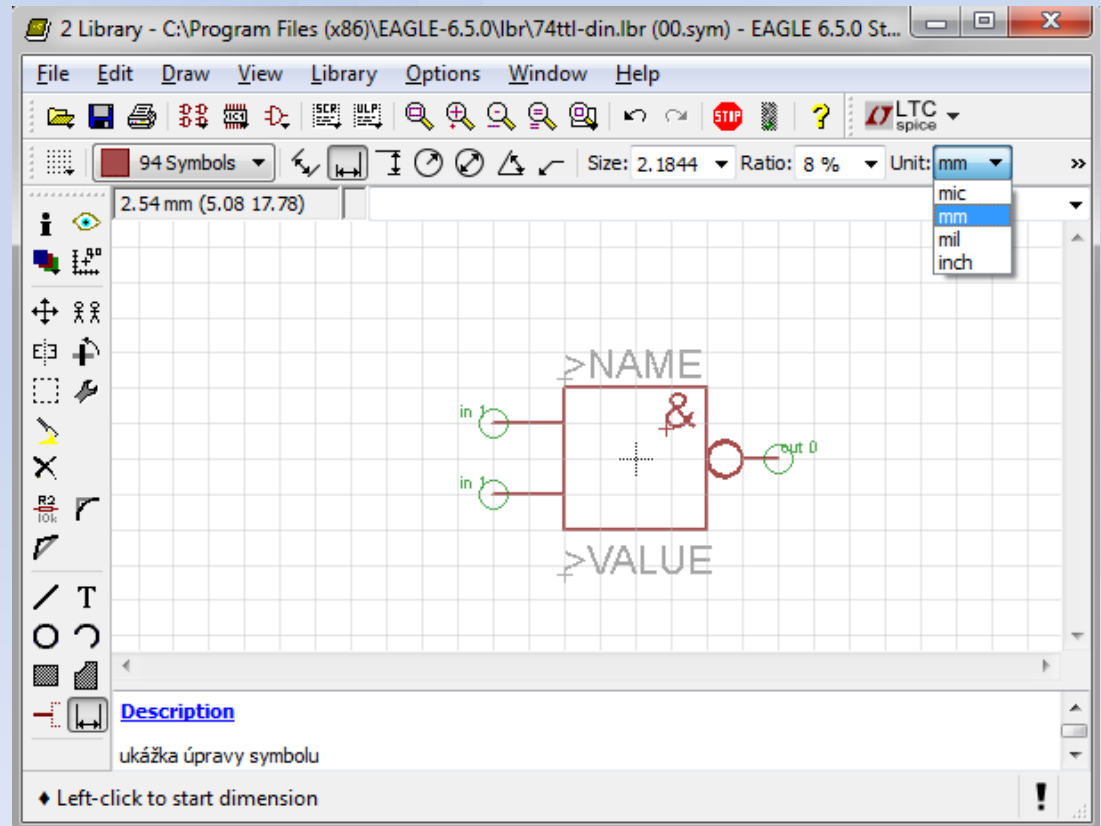 2 Library - C:\Program Files (x86)\EAGLE-6.5.0\lbr\74ttl-din.lbr (00.sym) - EAGLE 6.5.0 St...
File Edit Draw View Library Options Window Help
SCR ULP STOP ? LTC spice
94 Symbols Size: 2.1844 Ratio: 8 % Unit: mm »
2.54 mm (5.08 17.78)
mic
mm
mil
inch
i
R2
10k
T
>NAME
&
in 1
out 0
in 1
>VALUE
Description
ukážka úpravy symbolu
Left-click to start dimension !